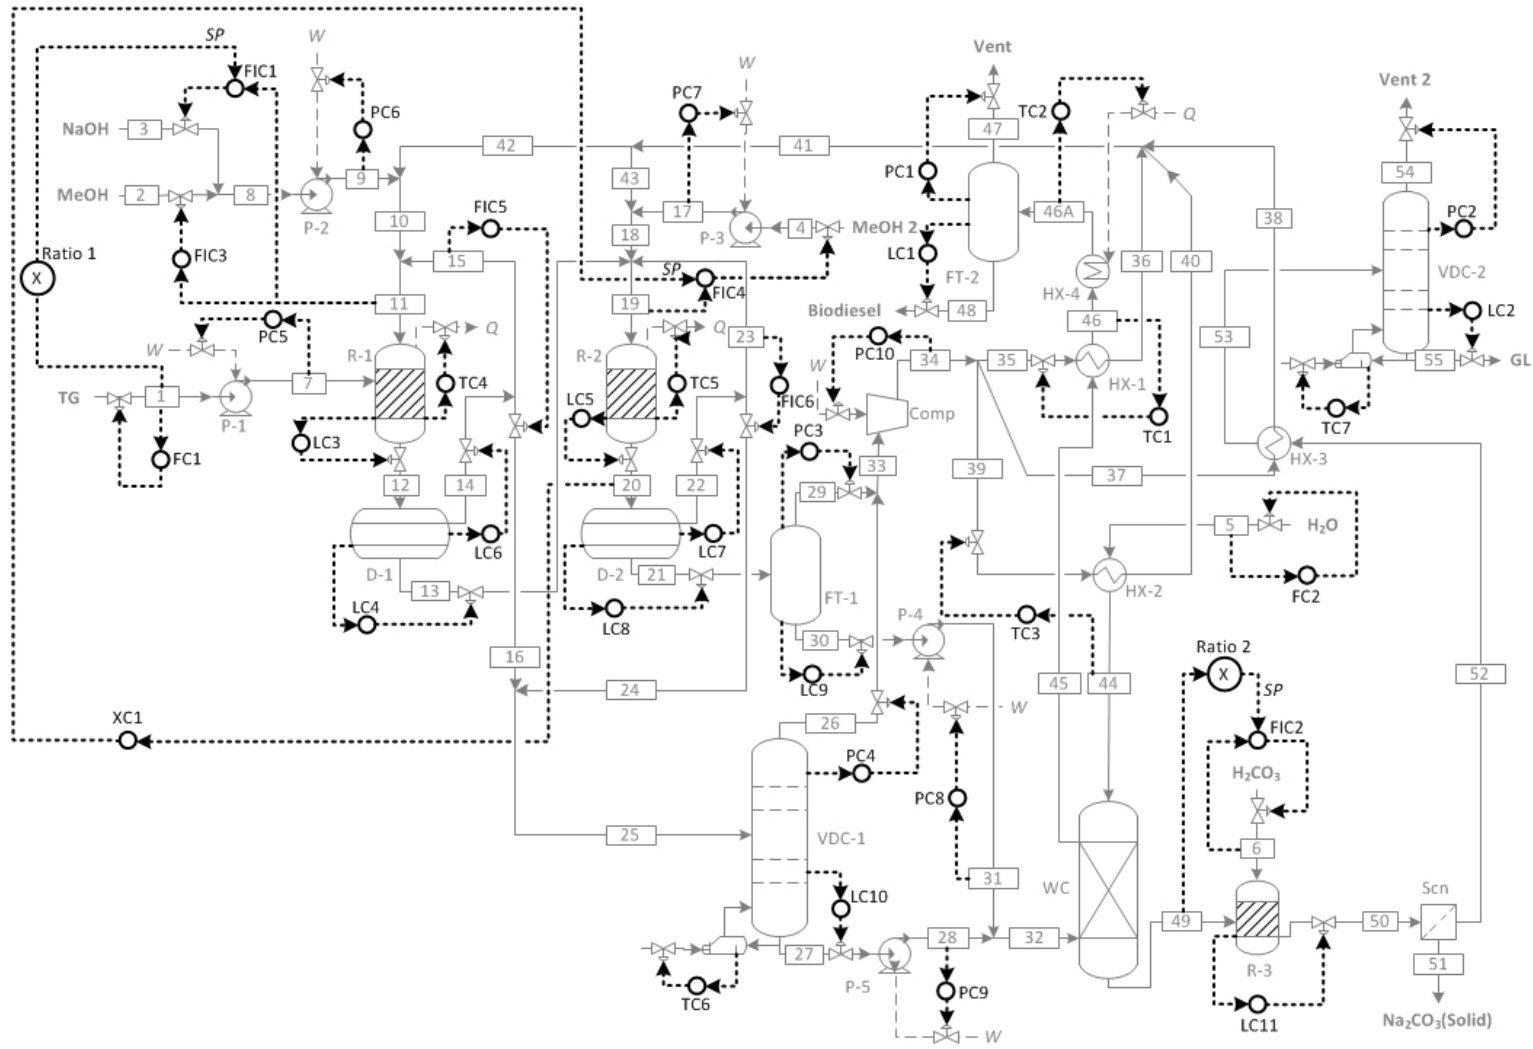 SP
W
FIC1
PC6
W
PC7
Vent
TC2
Q
Vent 2
NaOH
3
42
41
47
MeOH
2
8
9
P-2
43
PC1
54
10
FIC5
17
46A
PC2
18
P-3
4
MeOH 2
38
Ratio 1
X
FIC3
15
SP
FIC4
LC1
FT-2
HX-4
36
40
VDC-2
11
19
Biodiesel
48
LC2
PC5
Q
Q
23
PC10
46
53
W
R-1
R-2
34
35
55
GL
7
W
HX-1
TG
1
TC4
TC5
FIC6
Comp
TC7
P-1
LC5
TC1
LC3
PC3
HX-3
FC1
33
39
37
12
14
20
22
29
5
H₂O
LC6
LC7
D-1
D-2
21
HX-2
FC2
13
FT-1
LC4
LC8
P-4
TC3
30
Ratio 2
X
16
LC9
45
44
52
SP
24
W
XC1
26
FIC2
PC4
H₂CO₃
PC8
25
VDC-1
6
31
WC
Scn
LC10
49
50
28
32
27
R-3
51
P-5
TC6
PC9
LC11
Na₂CO₃(Solid)
W